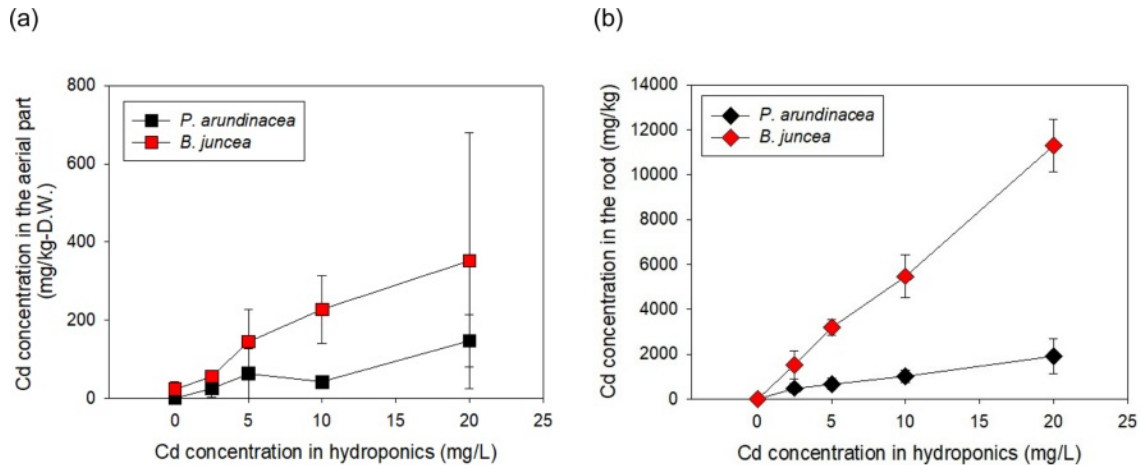 (a)
Cd concentration in the aerial part
(mg/kg-D.W.)
800
600
400
200
0
P. arundinacea
B. juncea
0 5 10 15 20 25
Cd concentration in hydroponics (mg/L)
(b)
Cd concentration in the root (mg/kg)
14000
12000
10000
8000
6000
4000
2000
0
P. arundinacea
B. juncea
0 5 10 15 20 25
Cd concentration in hydroponics (mg/L)